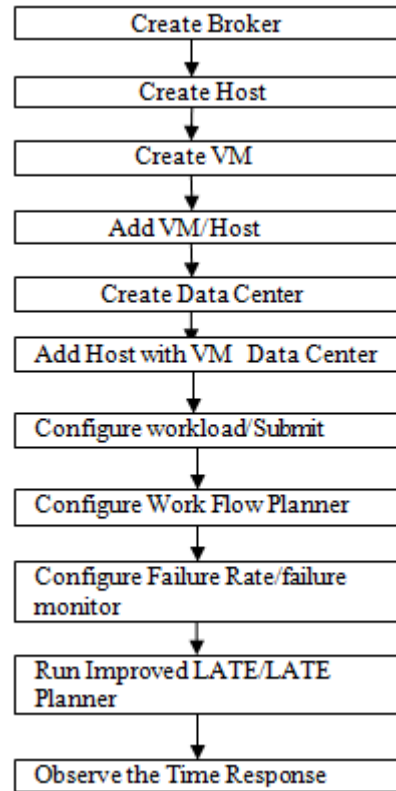 Create Broker
Create Host
Create VM
Add VM/Host
Create Data Center
Add Host with VM Data Center
Configure workload/Submit
Configure Work Flow Planner
Configure Failure Rate/failure
monitor
Run Improved LATE/LATE
Planner
Observe the Time Response